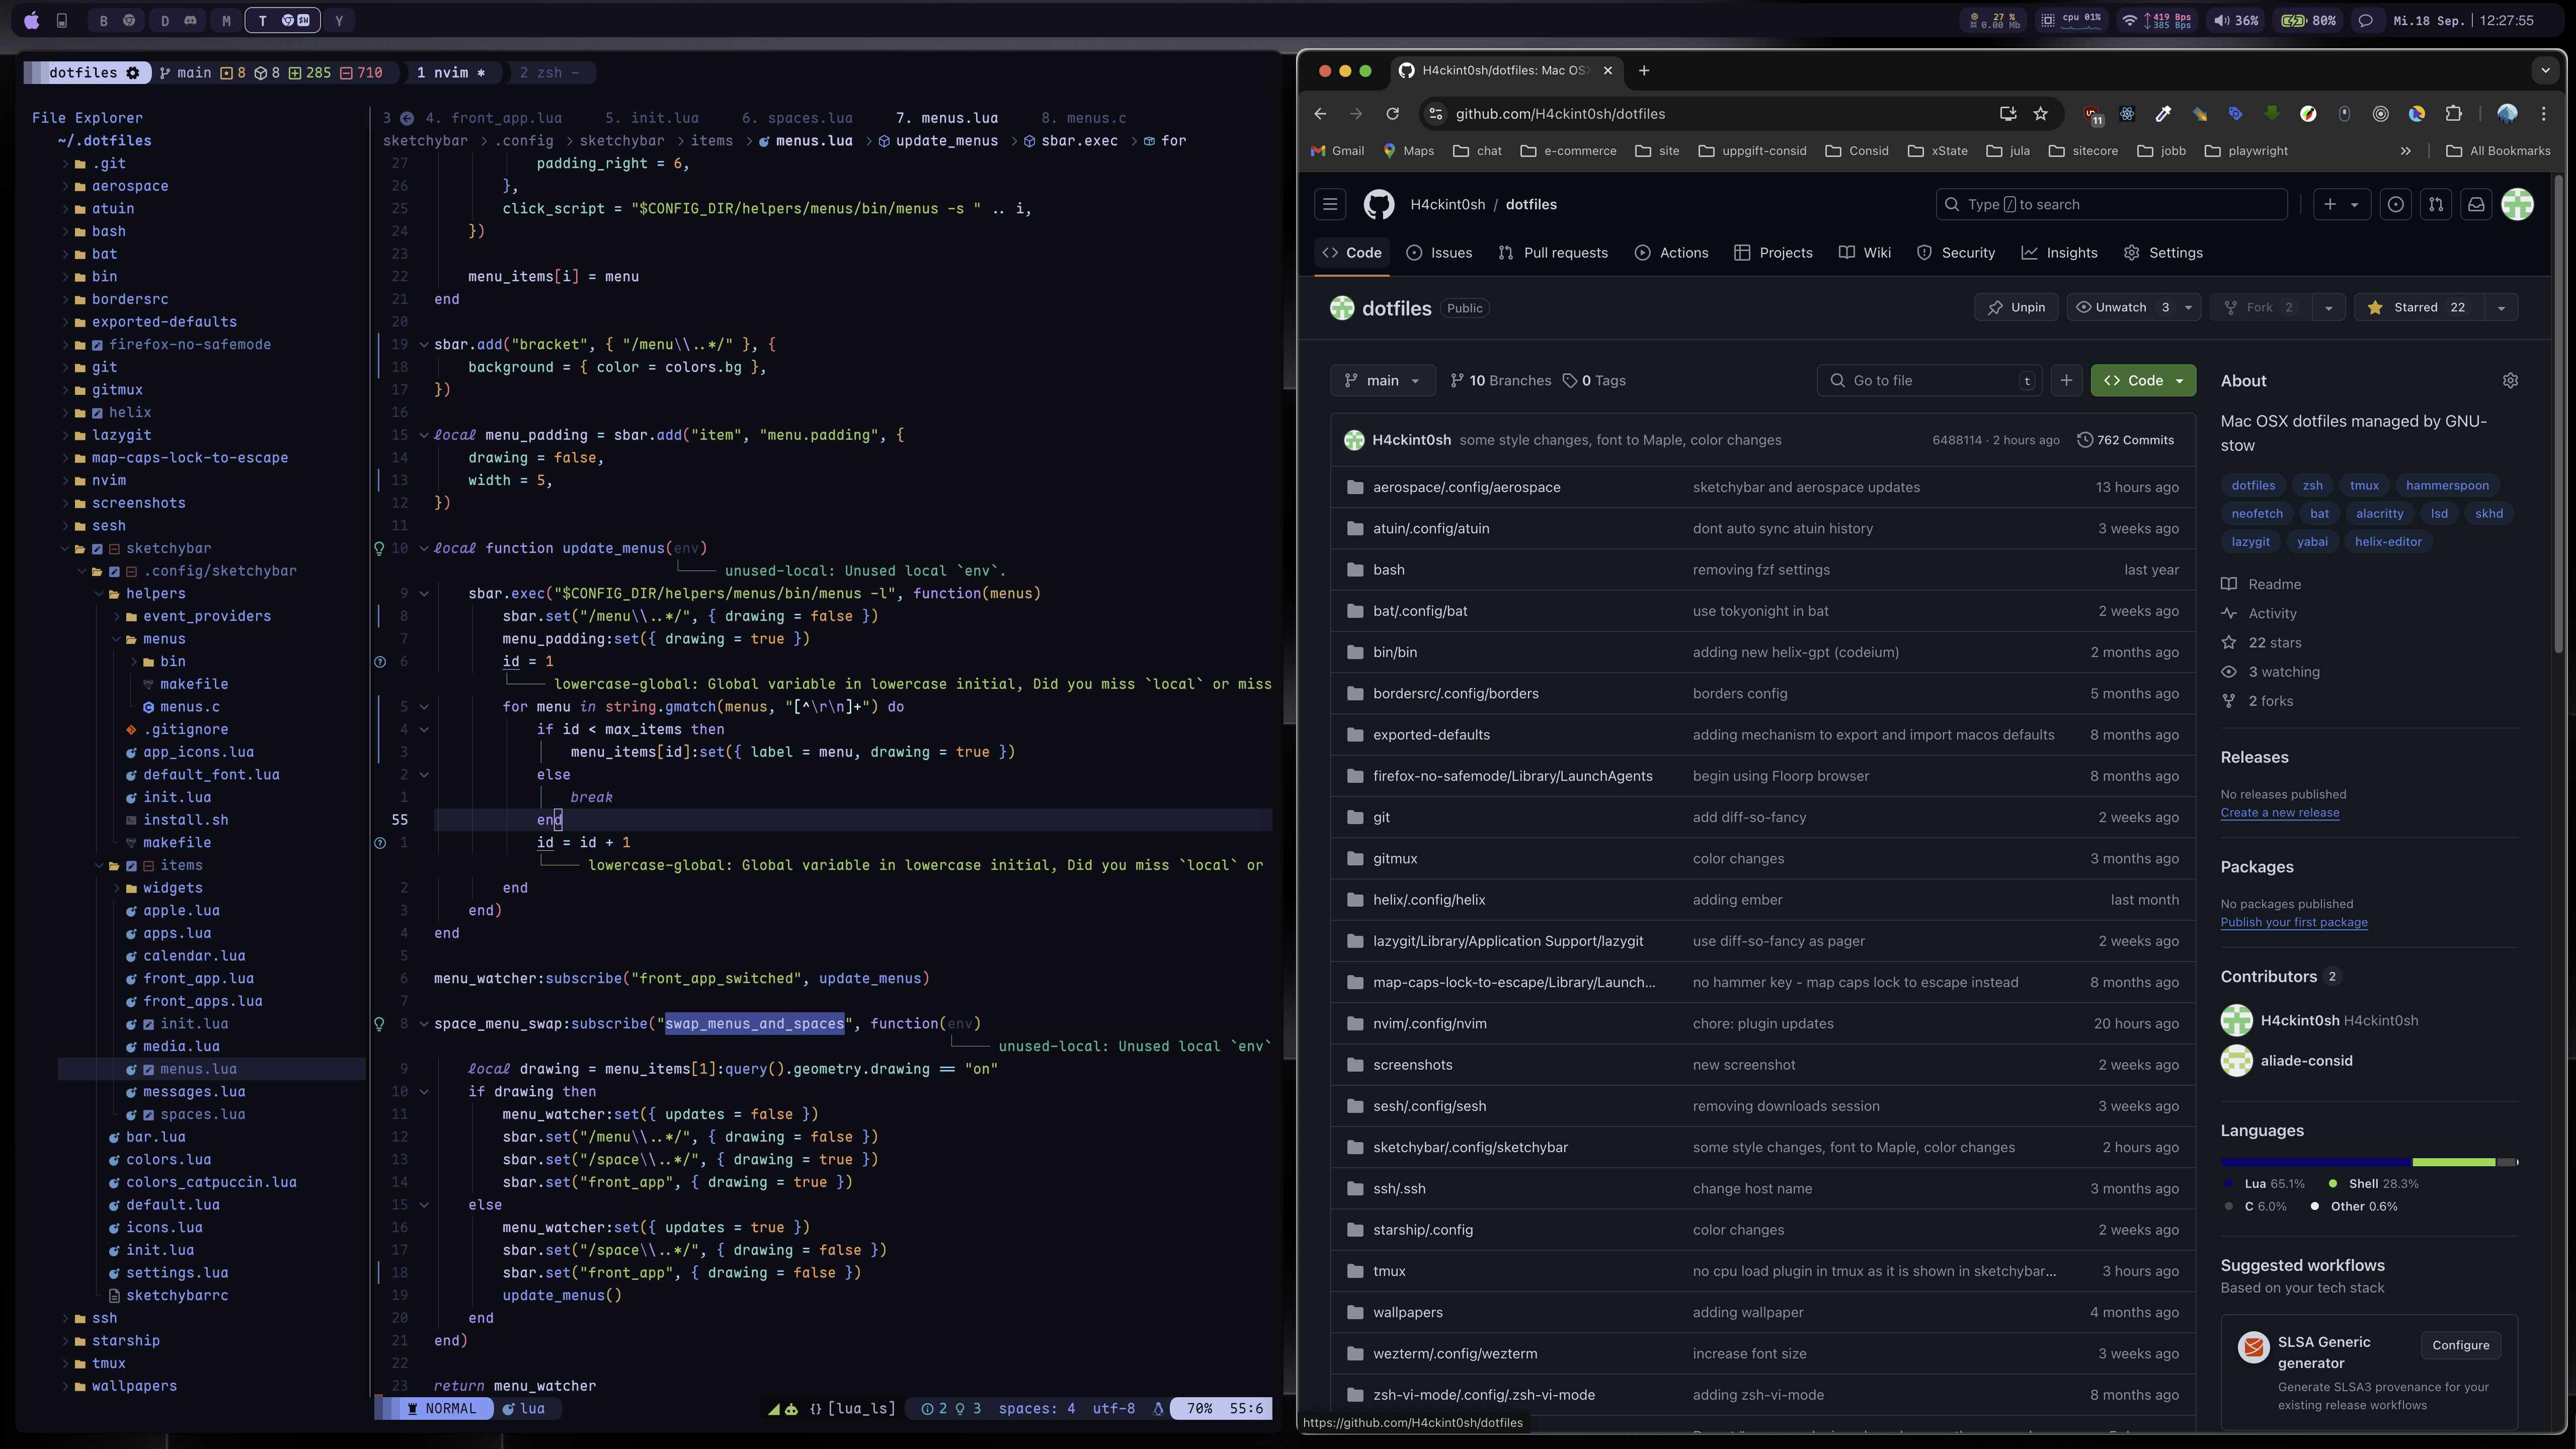 B D M T Y
27 % 0.00 Mb cpu 01% 419 Bps 385 Bps 36% 80% Mi.18 Sep. 12:27:55
dotfiles main 8 8 285 710 1 nvim * 2 zsh -
File Explorer
~/.dotfiles
.git
aerospace
atuin
bash
bat
bin
bordersrc
exported-defaults
firefox-no-safemode
git
gitmux
helix
lazygit
map-caps-lock-to-escape
nvim
screenshots
sesh
sketchybar
.config/sketchybar
helpers
event_providers
menus
bin
makefile
menus.c
.gitignore
app_icons.lua
default_font.lua
init.lua
install.sh
makefile
items
widgets
apple.lua
apps.lua
calendar.lua
front_app.lua
front_apps.lua
init.lua
media.lua
menus.lua
messages.lua
spaces.lua
bar.lua
colors.lua
colors_catpuccin.lua
default.lua
icons.lua
init.lua
settings.lua
sketchybarrc
ssh
starship
tmux
wallpapers
3 4. front_app.lua 5. init.lua 6. spaces.lua 7. menus.lua 8. menus.c
sketchybar > .config > sketchybar > items > menus.lua > update_menus > sbar.exec > for
27 padding_right = 6,
26 },
25 click_script = "$CONFIG_DIR/helpers/menus/bin/menus -s " .. i,
24 })
23
22 menu_items[i] = menu
21 end
20
19 sbar.add("bracket", { "/menu\\..*/" }, {
18 background = { color = colors.bg },
17 })
16
15 local menu_padding = sbar.add("item", "menu.padding", {
14 drawing = false,
13 width = 5,
12 })
11
10 local function update_menus(env)
unused-local: Unused local `env`.
9 sbar.exec("$CONFIG_DIR/helpers/menus/bin/menus -l", function(menus)
8 sbar.set("/menu\\..*/", { drawing = false })
7 menu_padding:set({ drawing = true })
6 id = 1
lowercase-global: Global variable in lowercase initial, Did you miss `local` or miss
5 for menu in string.gmatch(menus, "[^\r\n]+") do
4 if id < max_items then
3 menu_items[id]:set({ label = menu, drawing = true })
2 else
1 break
55 end
1 id = id + 1
lowercase-global: Global variable in lowercase initial, Did you miss `local` or
2 end
3 end)
4 end
5
6 menu_watcher:subscribe("front_app_switched", update_menus)
7
8 space_menu_swap:subscribe("swap_menus_and_spaces", function(env)
unused-local: Unused local `env`
9 local drawing = menu_items[1]:query().geometry.drawing == "on"
10 if drawing then
11 menu_watcher:set({ updates = false })
12 sbar.set("/menu\\..*/", { drawing = false })
13 sbar.set("/space\\..*/", { drawing = true })
14 sbar.set("front_app", { drawing = true })
15 else
16 menu_watcher:set({ updates = true })
17 sbar.set("/space\\..*/", { drawing = false })
18 sbar.set("front_app", { drawing = false })
19 update_menus()
20 end
21 end)
22
23 return menu_watcher
NORMAL lua {} [lua_ls] 2 3 spaces: 4 utf-8 70% 55:6
H4ckint0sh/dotfiles: Mac OS
github.com/H4ckint0sh/dotfiles 11
Gmail Maps chat e-commerce site uppgift-consid Consid xState jula sitecore jobb playwright » All Bookmarks
H4ckint0sh / dotfiles Type / to search
Code Issues Pull requests Actions Projects Wiki Security Insights Settings
dotfiles Public Unpin Unwatch 3 Fork 2 Starred 22
main 10 Branches 0 Tags Go to file t Code
H4ckint0sh some style changes, font to Maple, color changes 6488114 · 2 hours ago 762 Commits
aerospace/.config/aerospace sketchybar and aerospace updates 13 hours ago
atuin/.config/atuin dont auto sync atuin history 3 weeks ago
bash removing fzf settings last year
bat/.config/bat use tokyonight in bat 2 weeks ago
bin/bin adding new helix-gpt (codeium) 2 months ago
bordersrc/.config/borders borders config 5 months ago
exported-defaults adding mechanism to export and import macos defaults 8 months ago
firefox-no-safemode/Library/LaunchAgents begin using Floorp browser 8 months ago
git add diff-so-fancy 2 weeks ago
gitmux color changes 3 months ago
helix/.config/helix adding ember last month
lazygit/Library/Application Support/lazygit use diff-so-fancy as pager 2 weeks ago
map-caps-lock-to-escape/Library/Launch... no hammer key - map caps lock to escape instead 8 months ago
nvim/.config/nvim chore: plugin updates 20 hours ago
screenshots new screenshot 2 weeks ago
sesh/.config/sesh removing downloads session 3 weeks ago
sketchybar/.config/sketchybar some style changes, font to Maple, color changes 2 hours ago
ssh/.ssh change host name 3 months ago
starship/.config color changes 2 weeks ago
tmux no cpu load plugin in tmux as it is shown in sketchybar... 3 hours ago
wallpapers adding wallpaper 4 months ago
wezterm/.config/wezterm increase font size 3 weeks ago
zsh-vi-mode/.config/.zsh-vi-mode adding zsh-vi-mode 8 months ago
https://github.com/H4ckint0sh/dotfiles
About
Mac OSX dotfiles managed by GNU-
stow
dotfiles zsh tmux hammerspoon
neofetch bat alacritty lsd skhd
lazygit yabai helix-editor
Readme
Activity
22 stars
3 watching
2 forks
Releases
No releases published
Create a new release
Packages
No packages published
Publish your first package
Contributors 2
H4ckint0sh H4ckint0sh
aliade-consid
Languages
Lua 65.1% Shell 28.3%
C 6.0% Other 0.6%
Suggested workflows
Based on your tech stack
SLSA Generic
generator
Configure
Generate SLSA3 provenance for your
existing release workflows